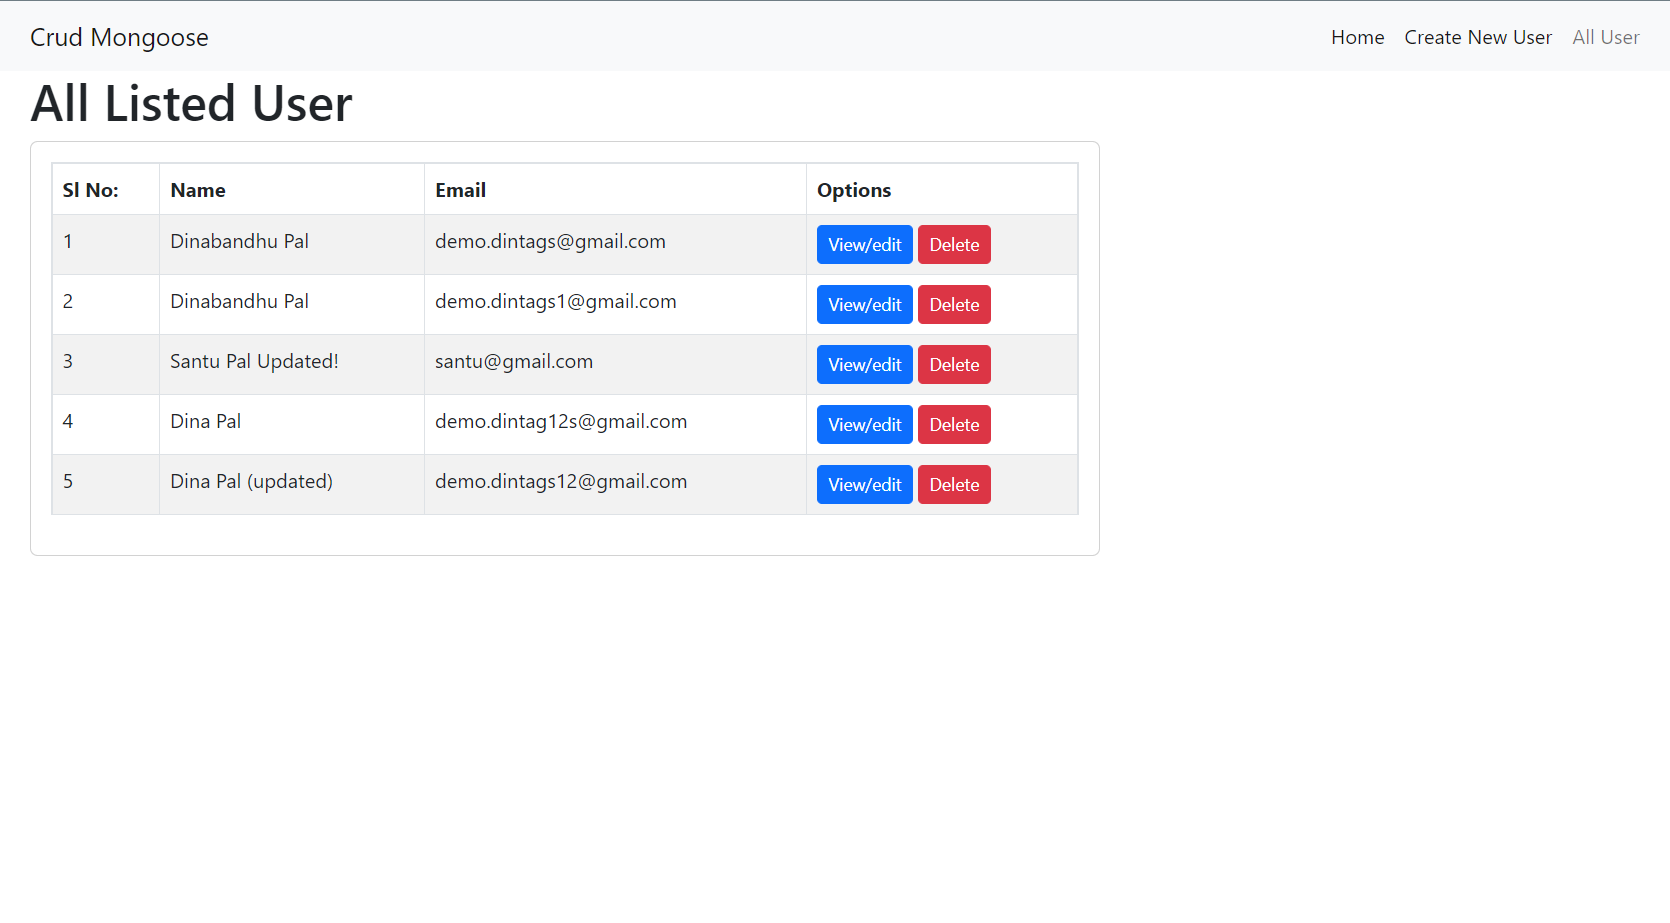 Crud Mongoose Home Create New User All User
All Listed User
Sl No: Name Email Options
1 Dinabandhu Pal demo.dintags@gmail.com View/edit Delete
2 Dinabandhu Pal demo.dintags1@gmail.com View/edit Delete
3 Santu Pal Updated! santu@gmail.com View/edit Delete
4 Dina Pal demo.dintag12s@gmail.com View/edit Delete
5 Dina Pal (updated) demo.dintags12@gmail.com View/edit Delete